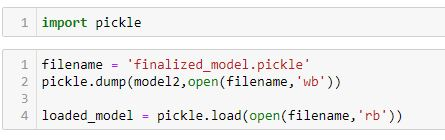 1 import pickle
1 filename = 'finalized_model.pickle'
2 pickle.dump(model2,open(filename,'wb'))
3
4 loaded_model = pickle.load(open(filename,'rb'))